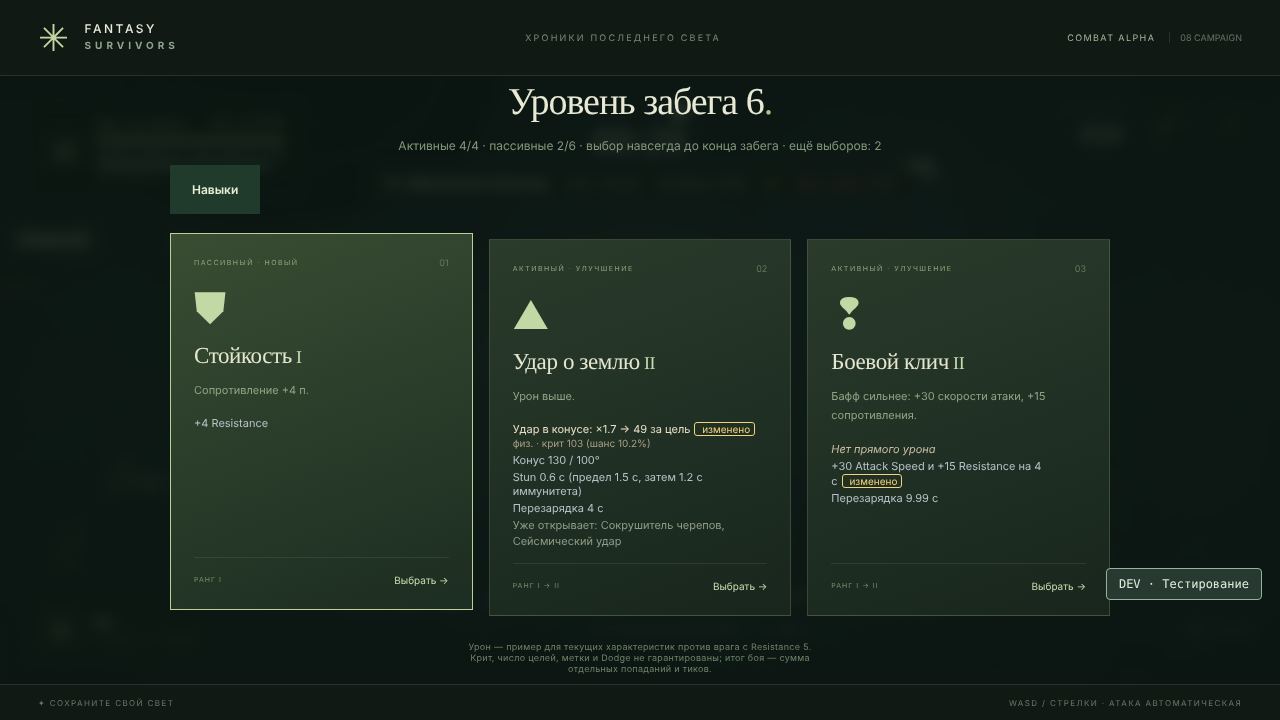 FANTASY
SURVIVORS
ХРОНИКИ ПОСЛЕДНЕГО СВЕТА
COMBAT ALPHA
08 CAMPAIGN
Уровень забега 6.
Активные 4/4 · пассивные 2/6 · выбор навсегда до конца забега · ещё выборов: 2
Навыки
ПАССИВНЫЙ · НОВЫЙ
01
Стойкость I
Сопротивление +4 п.
+4 Resistance
РАНГ I
Выбрать →
АКТИВНЫЙ · УЛУЧШЕНИЕ
02
Удар о землю II
Урон выше.
Удар в конусе: ×1.7 → 49 за цель изменено
физ. · крит 103 (шанс 10.2%)
Конус 130 / 100°
Stun 0.6 с (предел 1.5 с, затем 1.2 с
иммунитета)
Перезарядка 4 с
Уже открывает: Сокрушитель черепов,
Сейсмический удар
РАНГ I → II
Выбрать →
АКТИВНЫЙ · УЛУЧШЕНИЕ
03
Боевой клич II
Бафф сильнее: +30 скорости атаки, +15
сопротивления.
Нет прямого урона
+30 Attack Speed и +15 Resistance на 4
с изменено
Перезарядка 9.99 с
РАНГ I → II
Выбрать →
DEV · Тестирование
Урон — пример для текущих характеристик против врага с Resistance 5.
Крит, число целей, метки и Dodge не гарантированы; итог боя — сумма
отдельных попаданий и тиков.
✦ СОХРАНИТЕ СВОЙ СВЕТ
WASD / СТРЕЛКИ · АТАКА АВТОМАТИЧЕСКАЯ